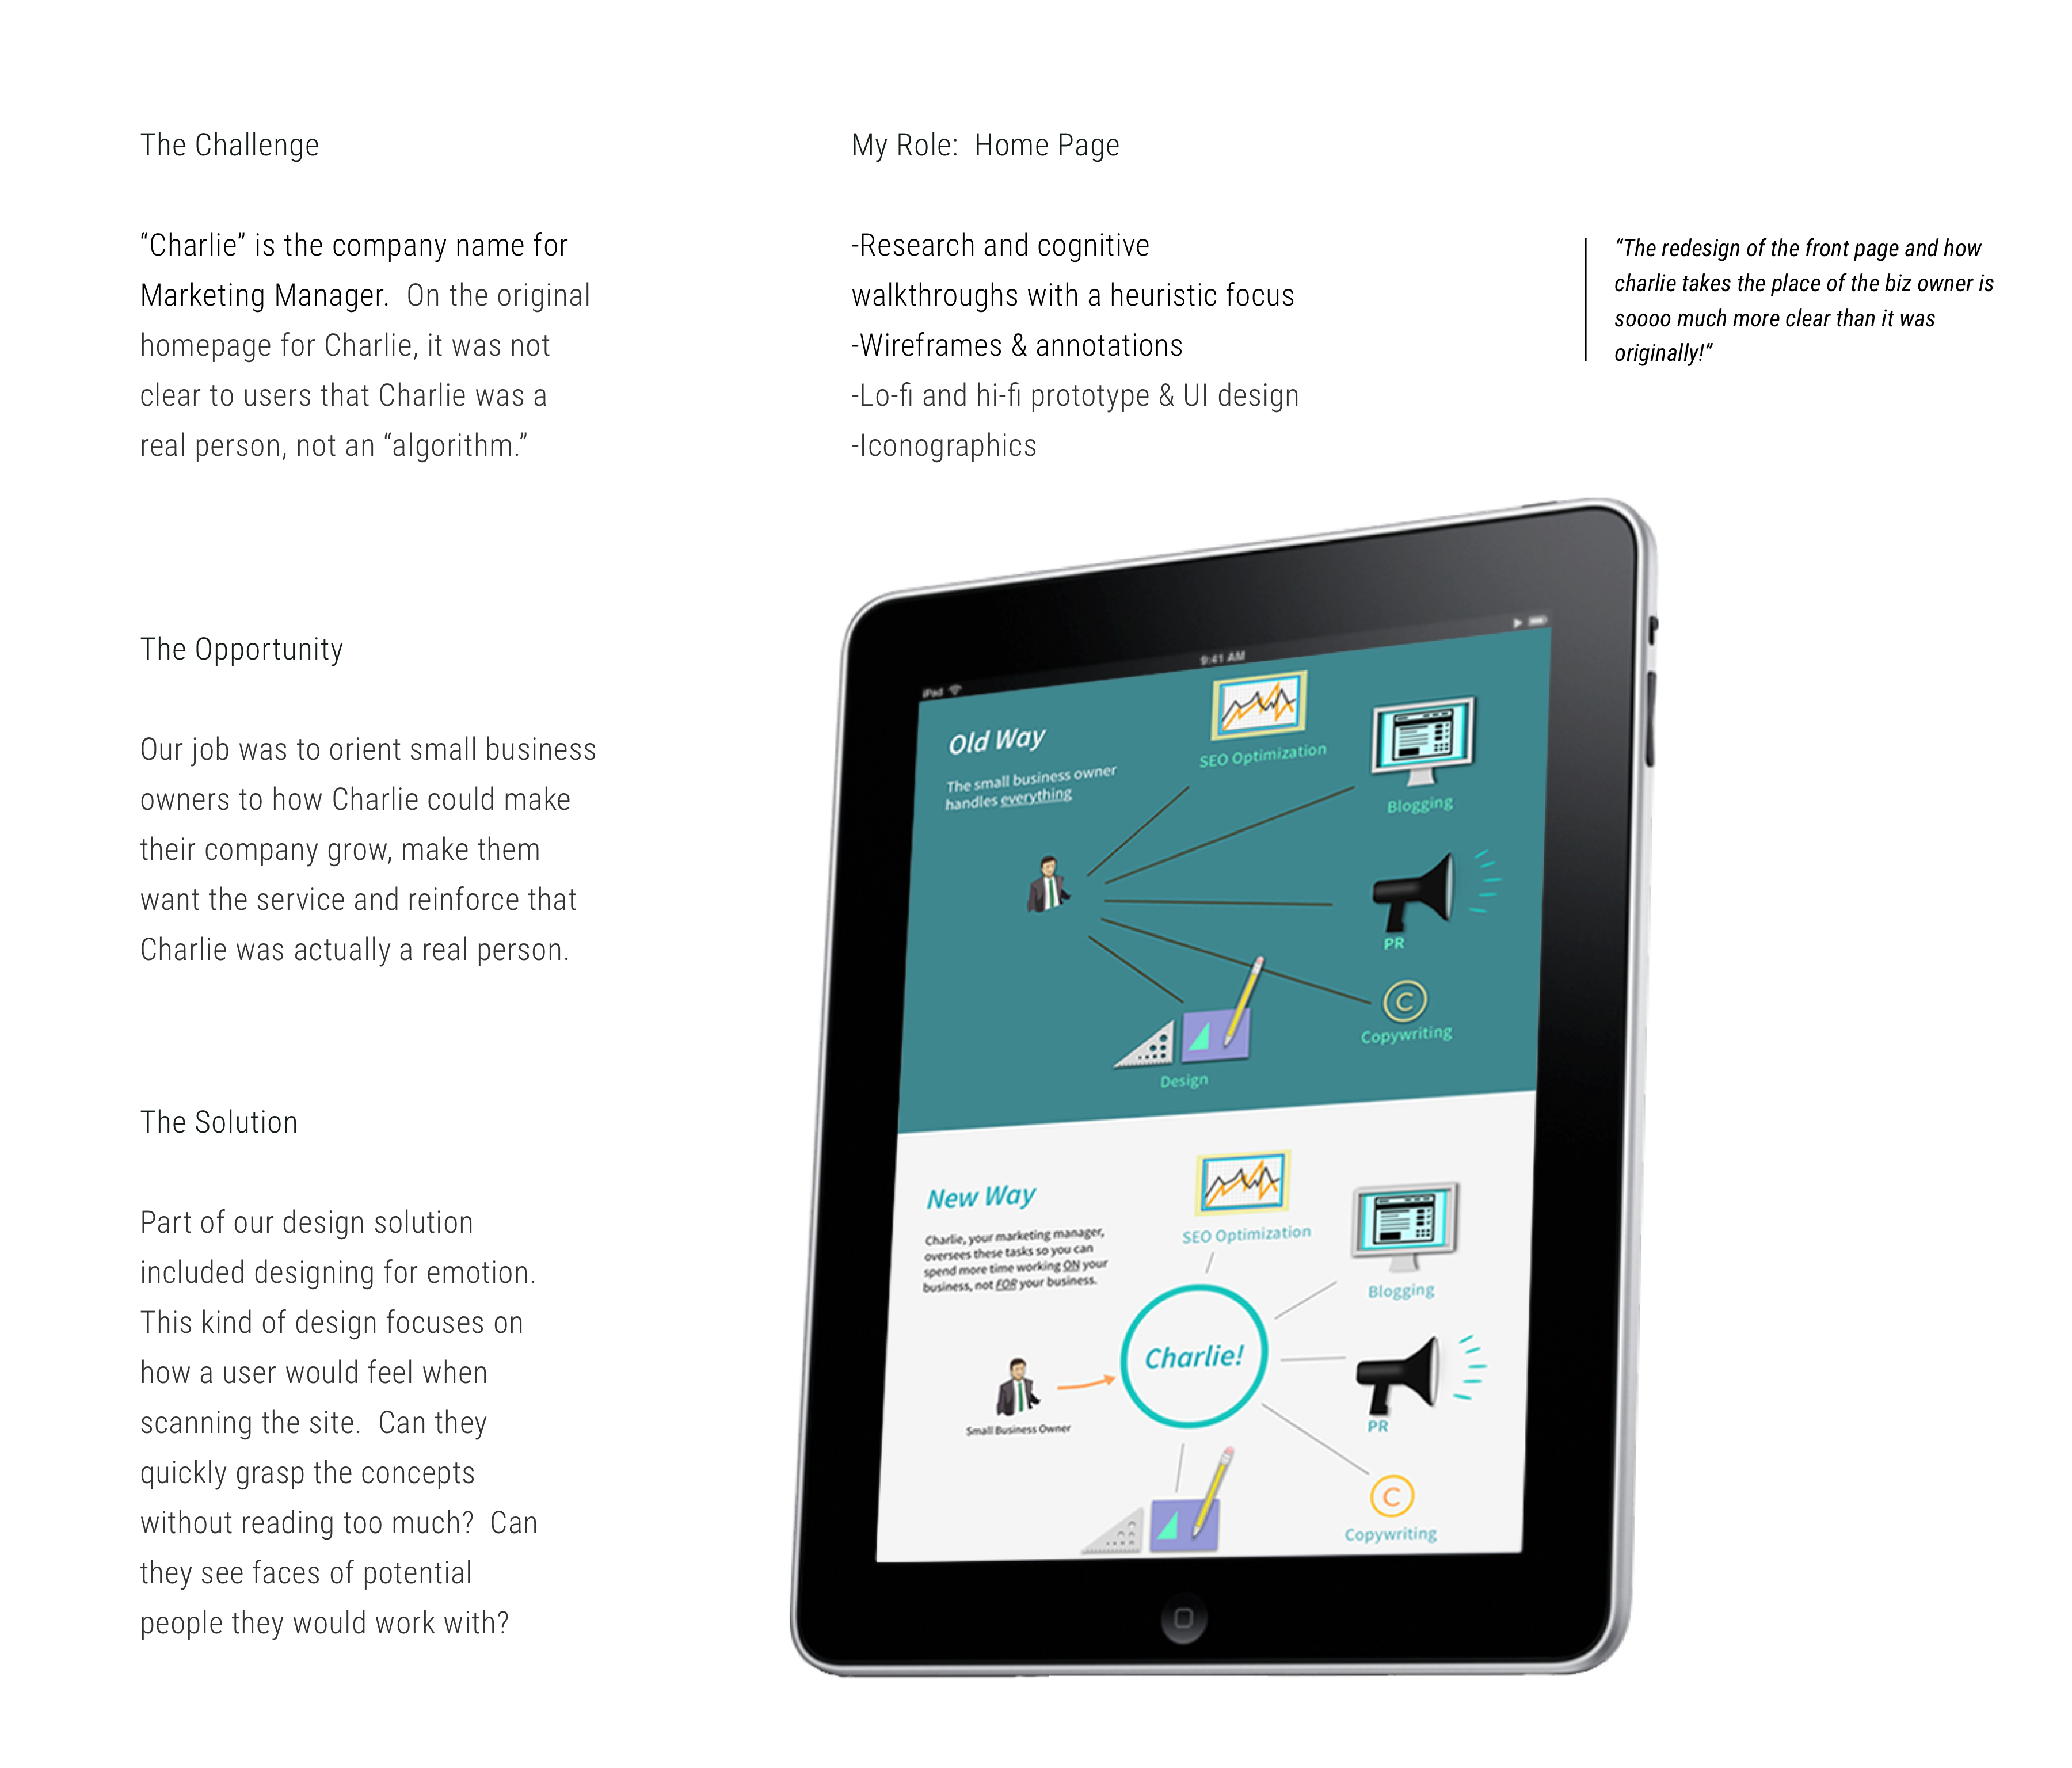 The Challenge
“Charlie” is the company name for
Marketing Manager.  On the original
homepage for Charlie, it was not
clear to users that Charlie was a
real person, not an “algorithm.”
My Role:  Home Page
-Research and cognitive
walkthroughs with a heuristic focus
-Wireframes & annotations
-Lo-fi and hi-fi prototype & UI design
-Iconographics
“The redesign of the front page and how
charlie takes the place of the biz owner is
soooo much more clear than it was
originally!”
The Opportunity
Our job was to orient small business
owners to how Charlie could make
their company grow, make them
want the service and reinforce that
Charlie was actually a real person.
The Solution
Part of our design solution
included designing for emotion.
This kind of design focuses on
how a user would feel when
scanning the site.  Can they
quickly grasp the concepts
without reading too much?  Can
they see faces of potential
people they would work with?
iPad
9:41 AM
Old Way
The small business owner
handles everything
SEO Optimization
Blogging
PR
C
Copywriting
Design
New Way
Charlie, your marketing manager,
oversees these tasks so you can
spend more time working ON your
business, not FOR your business.
SEO Optimization
Blogging
Charlie!
Small Business Owner
PR
C
Copywriting